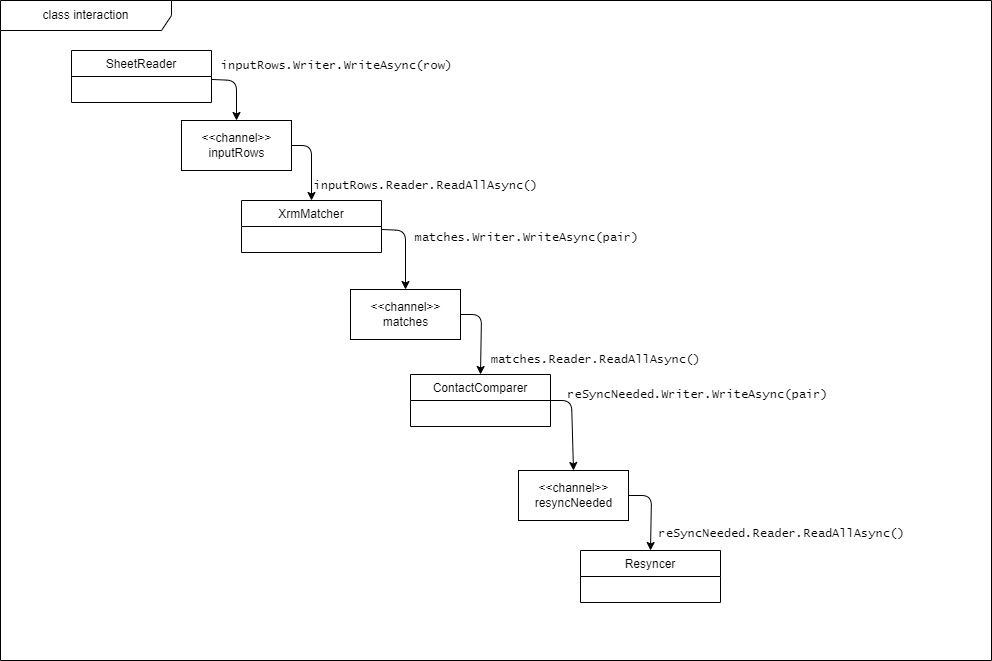 class interaction
SheetReader
inputRows.Writer.WriteAsync(row)
<<channel>>
inputRows
inputRows.Reader.ReadAllAsync()
XrmMatcher
matches.Writer.WriteAsync(pair)
<<channel>>
matches
matches.Reader.ReadAllAsync()
ContactComparer
reSyncNeeded.Writer.WriteAsync(pair)
<<channel>>
resyncNeeded
reSyncNeeded.Reader.ReadAllAsync()
Resyncer